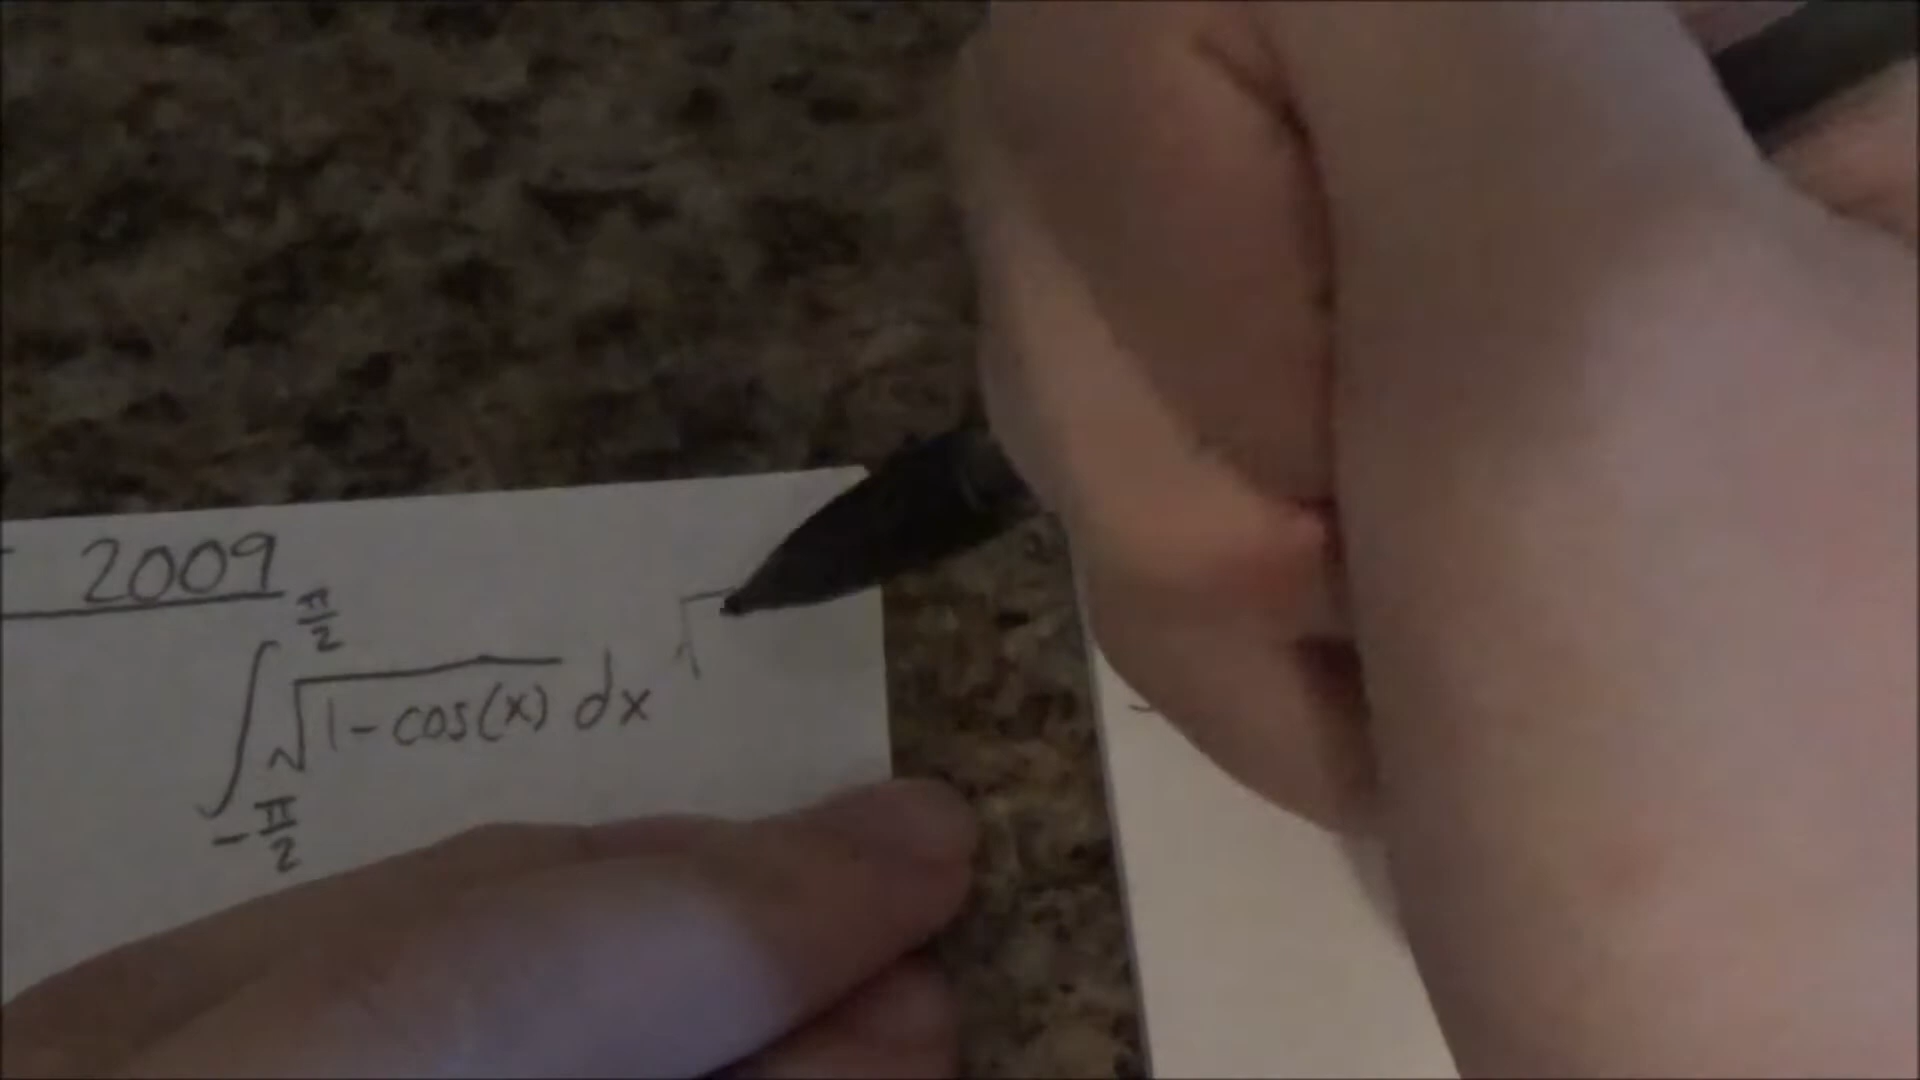 2009
∫_{-π/2}^{π/2} √(1-cos(x)) dx √